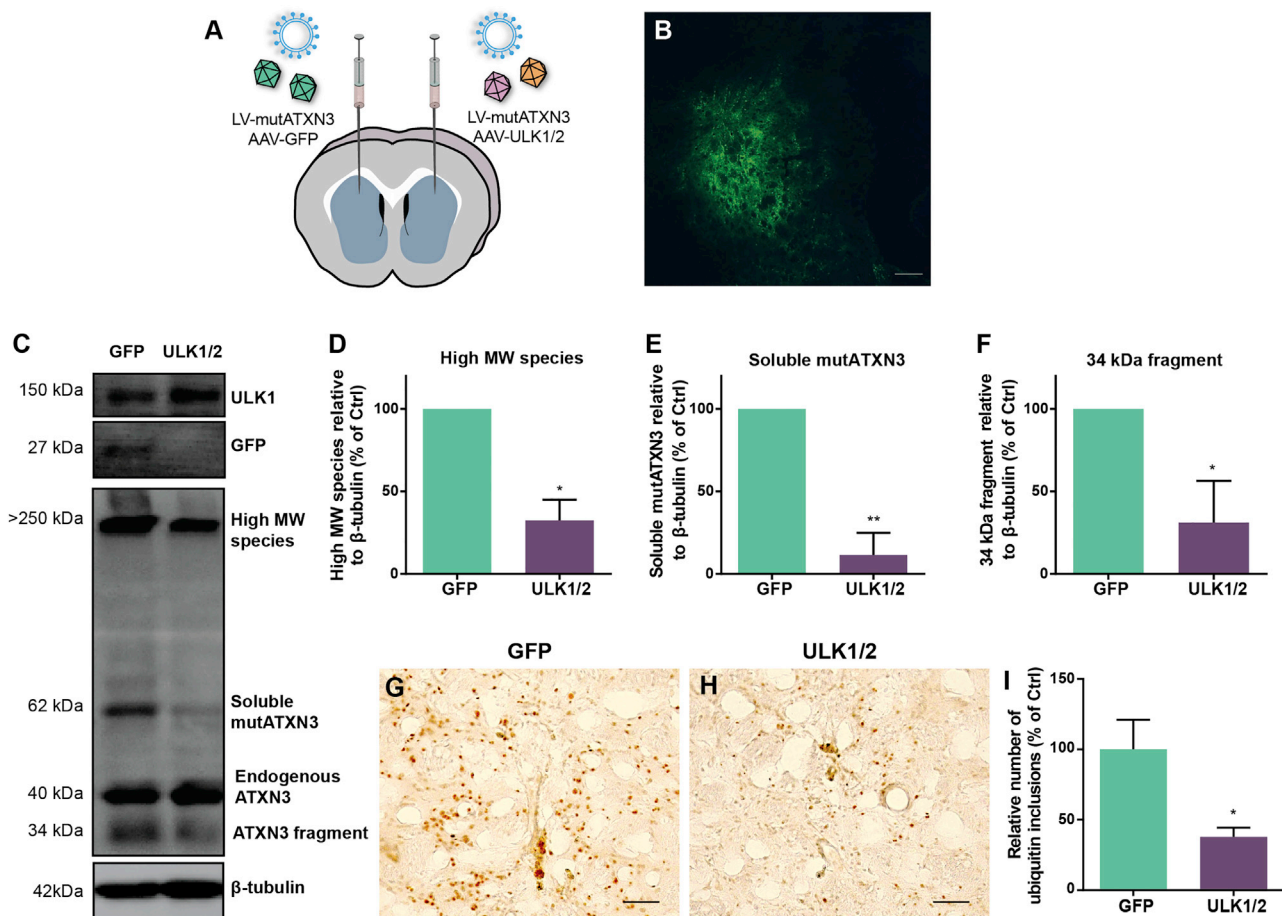 A
LV-mutATXN3
AAV-GFP
LV-mutATXN3
AAV-ULK1/2
B
C
GFP
ULK1/2
150 kDa
ULK1
27 kDa
GFP
>250 kDa
High MW
species
62 kDa
Soluble
mutATXN3
40 kDa
Endogenous
ATXN3
34 kDa
ATXN3 fragment
42kDa
β-tubulin
D
High MW species
High MW species relative
to β-tubulin (% of Ctrl)
100
50
0
*
GFP
ULK1/2
E
Soluble mutATXN3
Soluble mutATXN3 relative
to β-tubulin (% of Ctrl)
100
50
0
**
GFP
ULK1/2
F
34 kDa fragment
34 kDa fragment relative
to β-tubulin (% of Ctrl)
100
50
0
*
GFP
ULK1/2
GFP
G
ULK1/2
H
I
Relative number of
ubiquitin inclusions (% of Ctrl)
150
100
50
0
*
GFP
ULK1/2